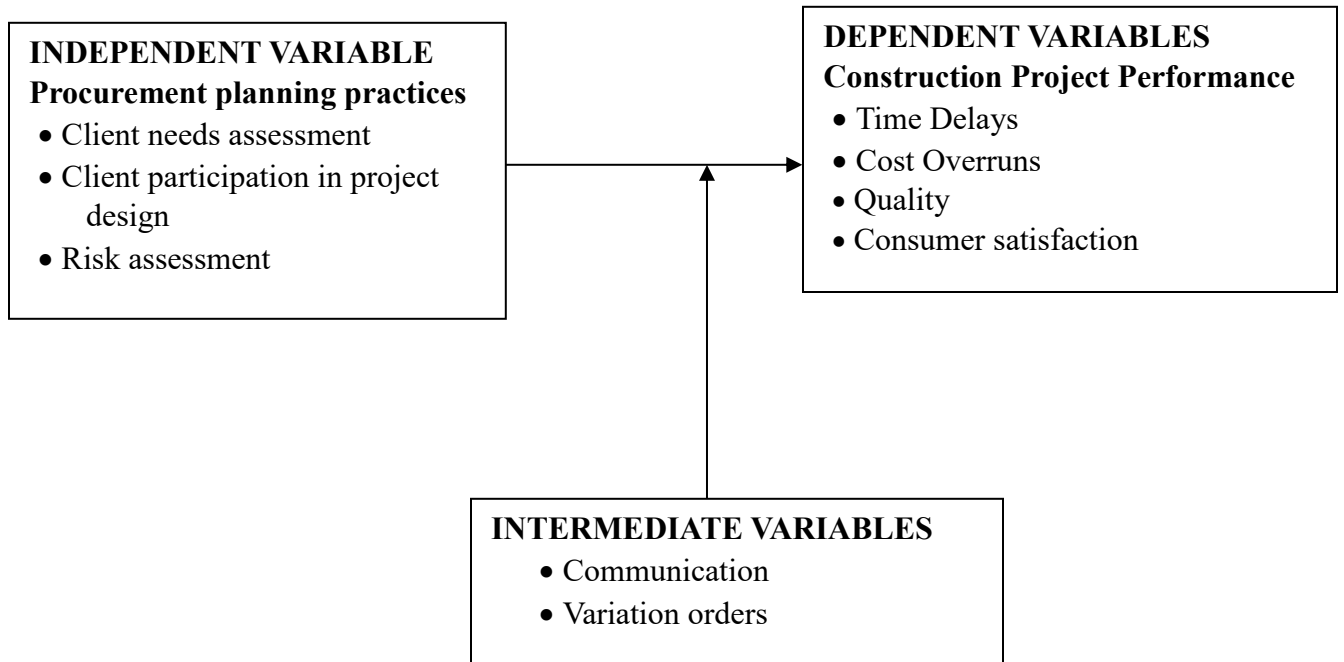 INDEPENDENT VARIABLE
Procurement planning practices
• Client needs assessment
• Client participation in project
design
• Risk assessment
DEPENDENT VARIABLES
Construction Project Performance
• Time Delays
• Cost Overruns
• Quality
• Consumer satisfaction
INTERMEDIATE VARIABLES
• Communication
• Variation orders